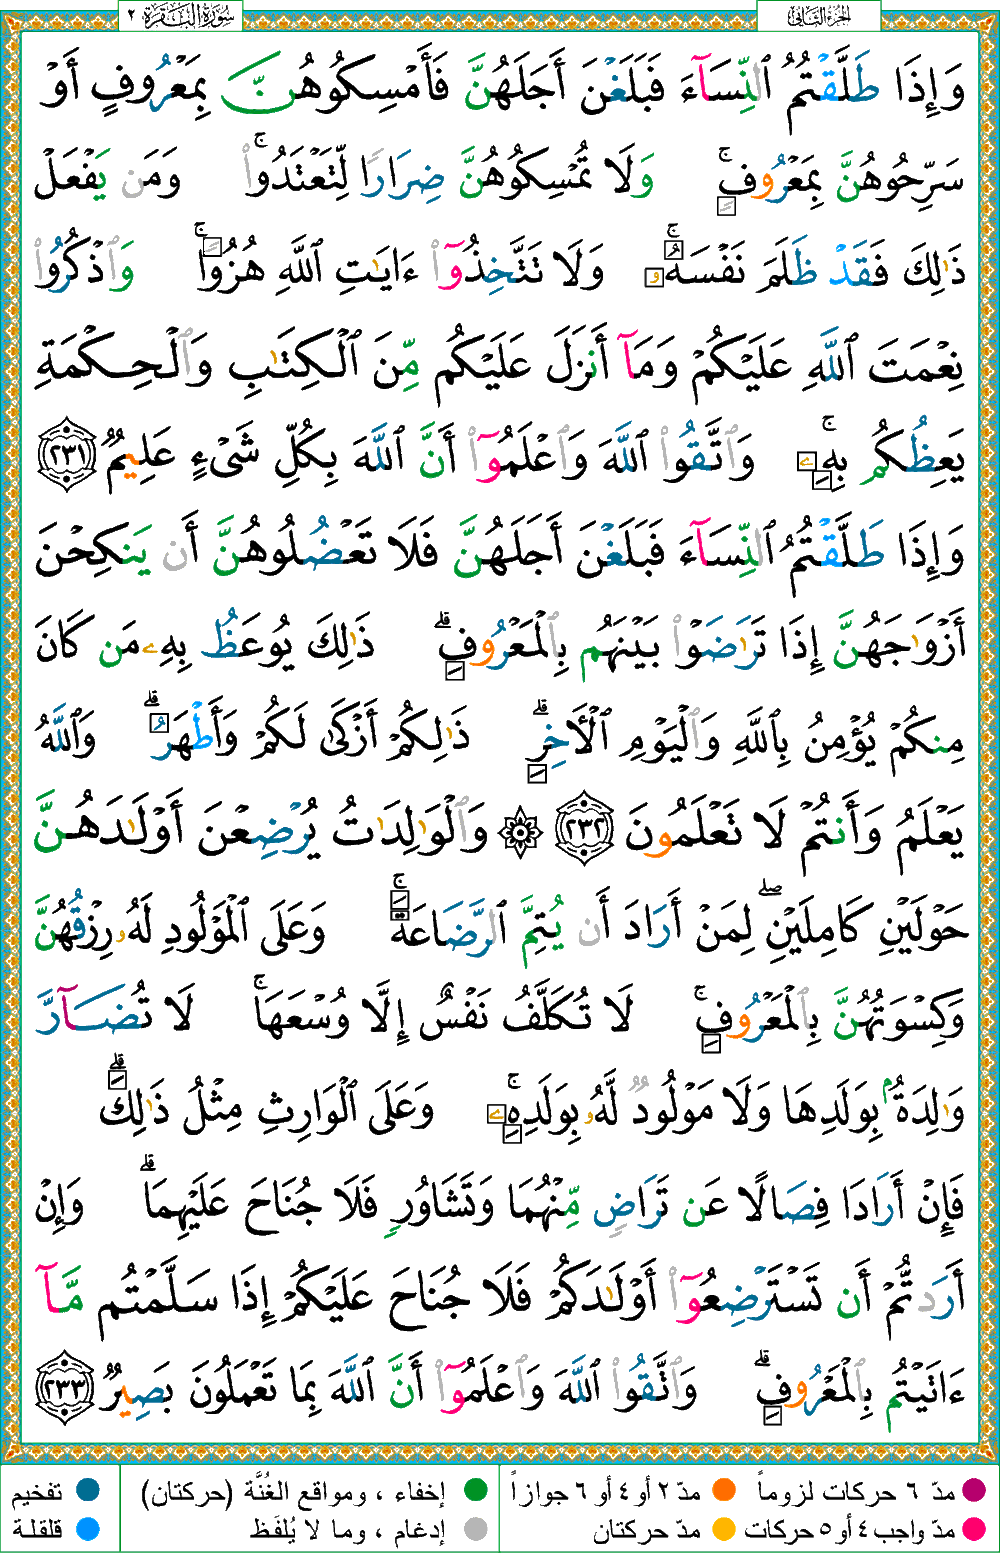 الجزء الثاني
سورة البقرة ٢
وَإِذَا طَلَّقْتُمُ ٱلنِّسَآءَ فَبَلَغْنَ أَجَلَهُنَّ فَأَمْسِكُوهُنَّ بِمَعْرُوفٍ أَوْ
سَرِّحُوهُنَّ بِمَعْرُوفٍ ۚ وَلَا تُمْسِكُوهُنَّ ضِرَارًا لِّتَعْتَدُوا۟ ۚ وَمَن يَفْعَلْ
ذَٰلِكَ فَقَدْ ظَلَمَ نَفْسَهُۥ ۚ وَلَا تَتَّخِذُوٓا۟ ءَايَٰتِ ٱللَّهِ هُزُوًا ۚ وَٱذْكُرُوا۟
نِعْمَتَ ٱللَّهِ عَلَيْكُمْ وَمَآ أَنزَلَ عَلَيْكُم مِّنَ ٱلْكِتَٰبِ وَٱلْحِكْمَةِ
يَعِظُكُم بِهِۦ ۚ وَٱتَّقُوا۟ ٱللَّهَ وَٱعْلَمُوٓا۟ أَنَّ ٱللَّهَ بِكُلِّ شَىْءٍ عَلِيمٌ ٢٣١
وَإِذَا طَلَّقْتُمُ ٱلنِّسَآءَ فَبَلَغْنَ أَجَلَهُنَّ فَلَا تَعْضُلُوهُنَّ أَن يَنكِحْنَ
أَزْوَٰجَهُنَّ إِذَا تَرَٰضَوْا۟ بَيْنَهُم بِٱلْمَعْرُوفِ ۗ ذَٰلِكَ يُوعَظُ بِهِۦ مَن كَانَ
مِنكُمْ يُؤْمِنُ بِٱللَّهِ وَٱلْيَوْمِ ٱلْأَخِرِ ۗ ذَٰلِكُمْ أَزْكَىٰ لَكُمْ وَأَطْهَرُ ۗ وَٱللَّهُ
يَعْلَمُ وَأَنتُمْ لَا تَعْلَمُونَ ٢٣٢ ۞ وَٱلْوَٰلِدَٰتُ يُرْضِعْنَ أَوْلَٰدَهُنَّ
حَوْلَيْنِ كَامِلَيْنِ ۖ لِمَنْ أَرَادَ أَن يُتِمَّ ٱلرَّضَاعَةَ ۚ وَعَلَى ٱلْمَوْلُودِ لَهُۥ رِزْقُهُنَّ
وَكِسْوَتُهُنَّ بِٱلْمَعْرُوفِ ۚ لَا تُكَلَّفُ نَفْسٌ إِلَّا وُسْعَهَا ۚ لَا تُضَآرَّ
وَٰلِدَةٌۢ بِوَلَدِهَا وَلَا مَوْلُودٌ لَّهُۥ بِوَلَدِهِۦ ۚ وَعَلَى ٱلْوَارِثِ مِثْلُ ذَٰلِكَ ۗ
فَإِنْ أَرَادَا فِصَالًا عَن تَرَاضٍ مِّنْهُمَا وَتَشَاوُرٍ فَلَا جُنَاحَ عَلَيْهِمَا ۗ وَإِنْ
أَرَدتُّمْ أَن تَسْتَرْضِعُوٓا۟ أَوْلَٰدَكُمْ فَلَا جُنَاحَ عَلَيْكُمْ إِذَا سَلَّمْتُم مَّآ
ءَاتَيْتُم بِٱلْمَعْرُوفِ ۗ وَٱتَّقُوا۟ ٱللَّهَ وَٱعْلَمُوٓا۟ أَنَّ ٱللَّهَ بِمَا تَعْمَلُونَ بَصِيرٌ ٢٣٣
مدّ ٦ حركات لزوماً
مدّ ٢ أو ٤ أو ٦ جوازاً
إخفاء ، ومواقع الغُنَّة (حركتان)
تفخيم
مدّ واجب ٤ أو ٥ حركات
مدّ حركتان
إدغام ، وما لا يُلفَظ
قلقلة